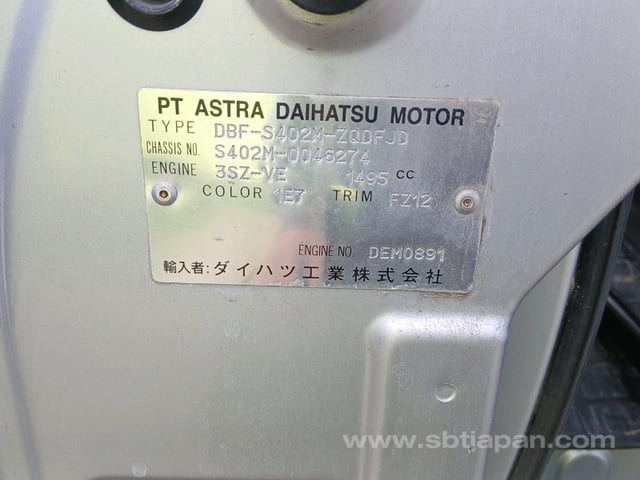 PT ASTRA DAIHATSU MOTOR
TYPE DBF-S402M-ZQDFJD
CHASSIS NO. S402M-0046274
ENGINE 3SZ-VE 1495 CC
COLOR 1E7 TRIM FZ12
ENGINE NO. DEM0891
輸入者:ダイハツ工業株式会社
www.sbtjapan.com